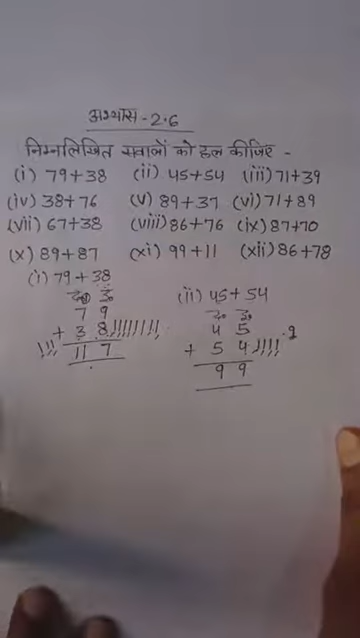 अभ्यास - 2.6
निम्नलिखित सवालों को हल कीजिए -
(i) 79+38 (ii) 45+54 (iii) 71+39
(iv) 38+76 (v) 89+37 (vi) 71+89
(vii) 67+38 (viii) 86+76 (ix) 87+70
(x) 89+87 (xi) 99+11 (xii) 86+78
(i) 79+38
7 9
+ 3 8
11 7
(ii) 45+54
4 5
+ 5 4
9 9